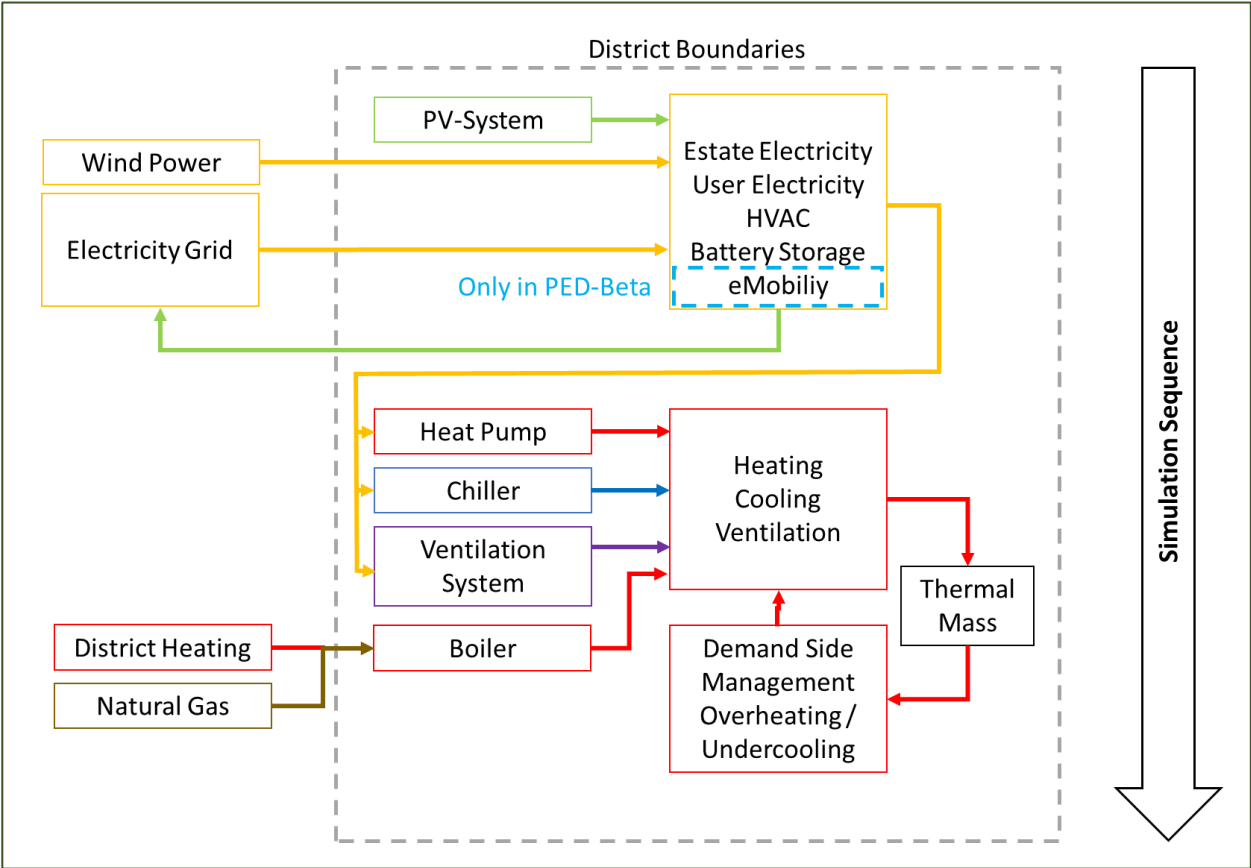 District Boundaries
PV-System
Wind Power
Electricity Grid
Estate Electricity
User Electricity
HVAC
Battery Storage
eMobiliy
Only in PED-Beta
Heat Pump
Chiller
Ventilation
System
Boiler
District Heating
Natural Gas
Heating
Cooling
Ventilation
Thermal
Mass
Demand Side
Management
Overheating /
Undercooling
Simulation Sequence